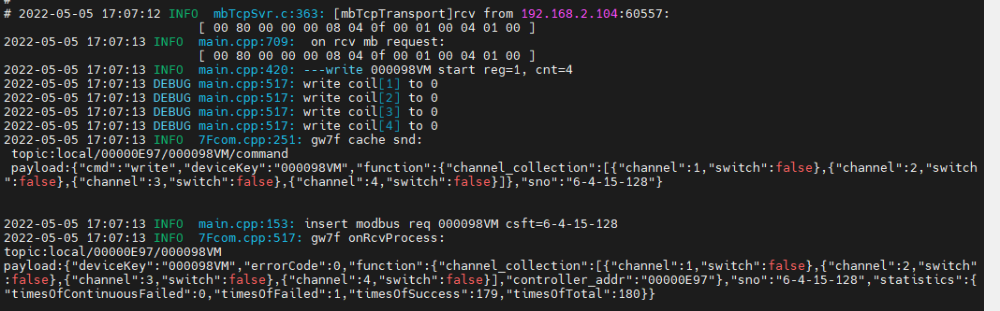 #
# 2022-05-05 17:07:12 INFO  mbTcpSvr.c:363: [mbTcpTransport]rcv from 192.168.2.104:60557:
[ 00 80 00 00 00 08 04 0f 00 01 00 04 01 00 ]
2022-05-05 17:07:13 INFO  main.cpp:709:  on rcv mb request:
[ 00 80 00 00 00 08 04 0f 00 01 00 04 01 00 ]
2022-05-05 17:07:13 INFO  main.cpp:420: ---write 000098VM start reg=1, cnt=4
2022-05-05 17:07:13 DEBUG main.cpp:517: write coil[1] to 0
2022-05-05 17:07:13 DEBUG main.cpp:517: write coil[2] to 0
2022-05-05 17:07:13 DEBUG main.cpp:517: write coil[3] to 0
2022-05-05 17:07:13 DEBUG main.cpp:517: write coil[4] to 0
2022-05-05 17:07:13 INFO  7Fcom.cpp:251: gw7f cache snd:
topic:local/00000E97/000098VM/command
payload:{"cmd":"write","deviceKey":"000098VM","function":{"channel_collection":[{"channel":1,"switch":false},{"channel":2,"switch
":false},{"channel":3,"switch":false},{"channel":4,"switch":false}]},"sno":"6-4-15-128"}
2022-05-05 17:07:13 INFO  main.cpp:153: insert modbus req 000098VM csft=6-4-15-128
2022-05-05 17:07:13 INFO  7Fcom.cpp:517: gw7f onRcvProcess:
topic:local/00000E97/000098VM
payload:{"deviceKey":"000098VM","errorCode":0,"function":{"channel_collection":[{"channel":1,"switch":false},{"channel":2,"switch"
:false},{"channel":3,"switch":false},{"channel":4,"switch":false}],"controller_addr":"00000E97"},"sno":"6-4-15-128","statistics":{
"timesOfContinuousFailed":0,"timesOfFailed":1,"timesOfSuccess":179,"timesOfTotal":180}}